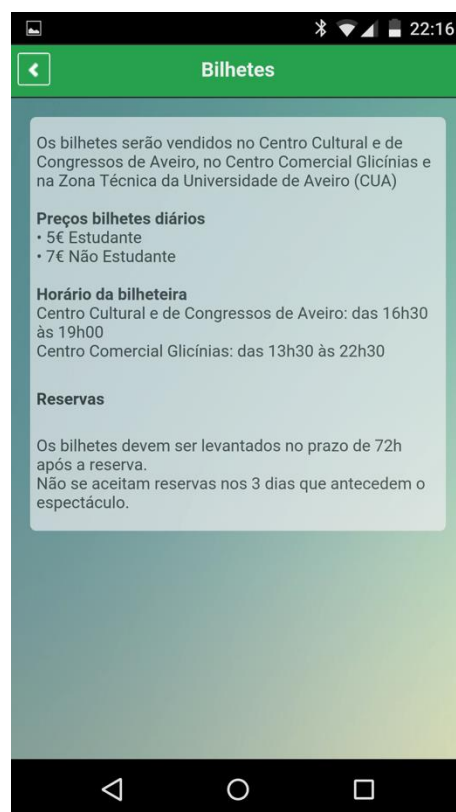 22:16
Bilhetes
Os bilhetes serão vendidos no Centro Cultural e de
Congressos de Aveiro, no Centro Comercial Glicínias e
na Zona Técnica da Universidade de Aveiro (CUA)
Preços bilhetes diários
• 5€ Estudante
• 7€ Não Estudante
Horário da bilheteira
Centro Cultural e de Congressos de Aveiro: das 16h30
às 19h00
Centro Comercial Glicínias: das 13h30 às 22h30
Reservas
Os bilhetes devem ser levantados no prazo de 72h
após a reserva.
Não se aceitam reservas nos 3 dias que antecedem o
espectáculo.